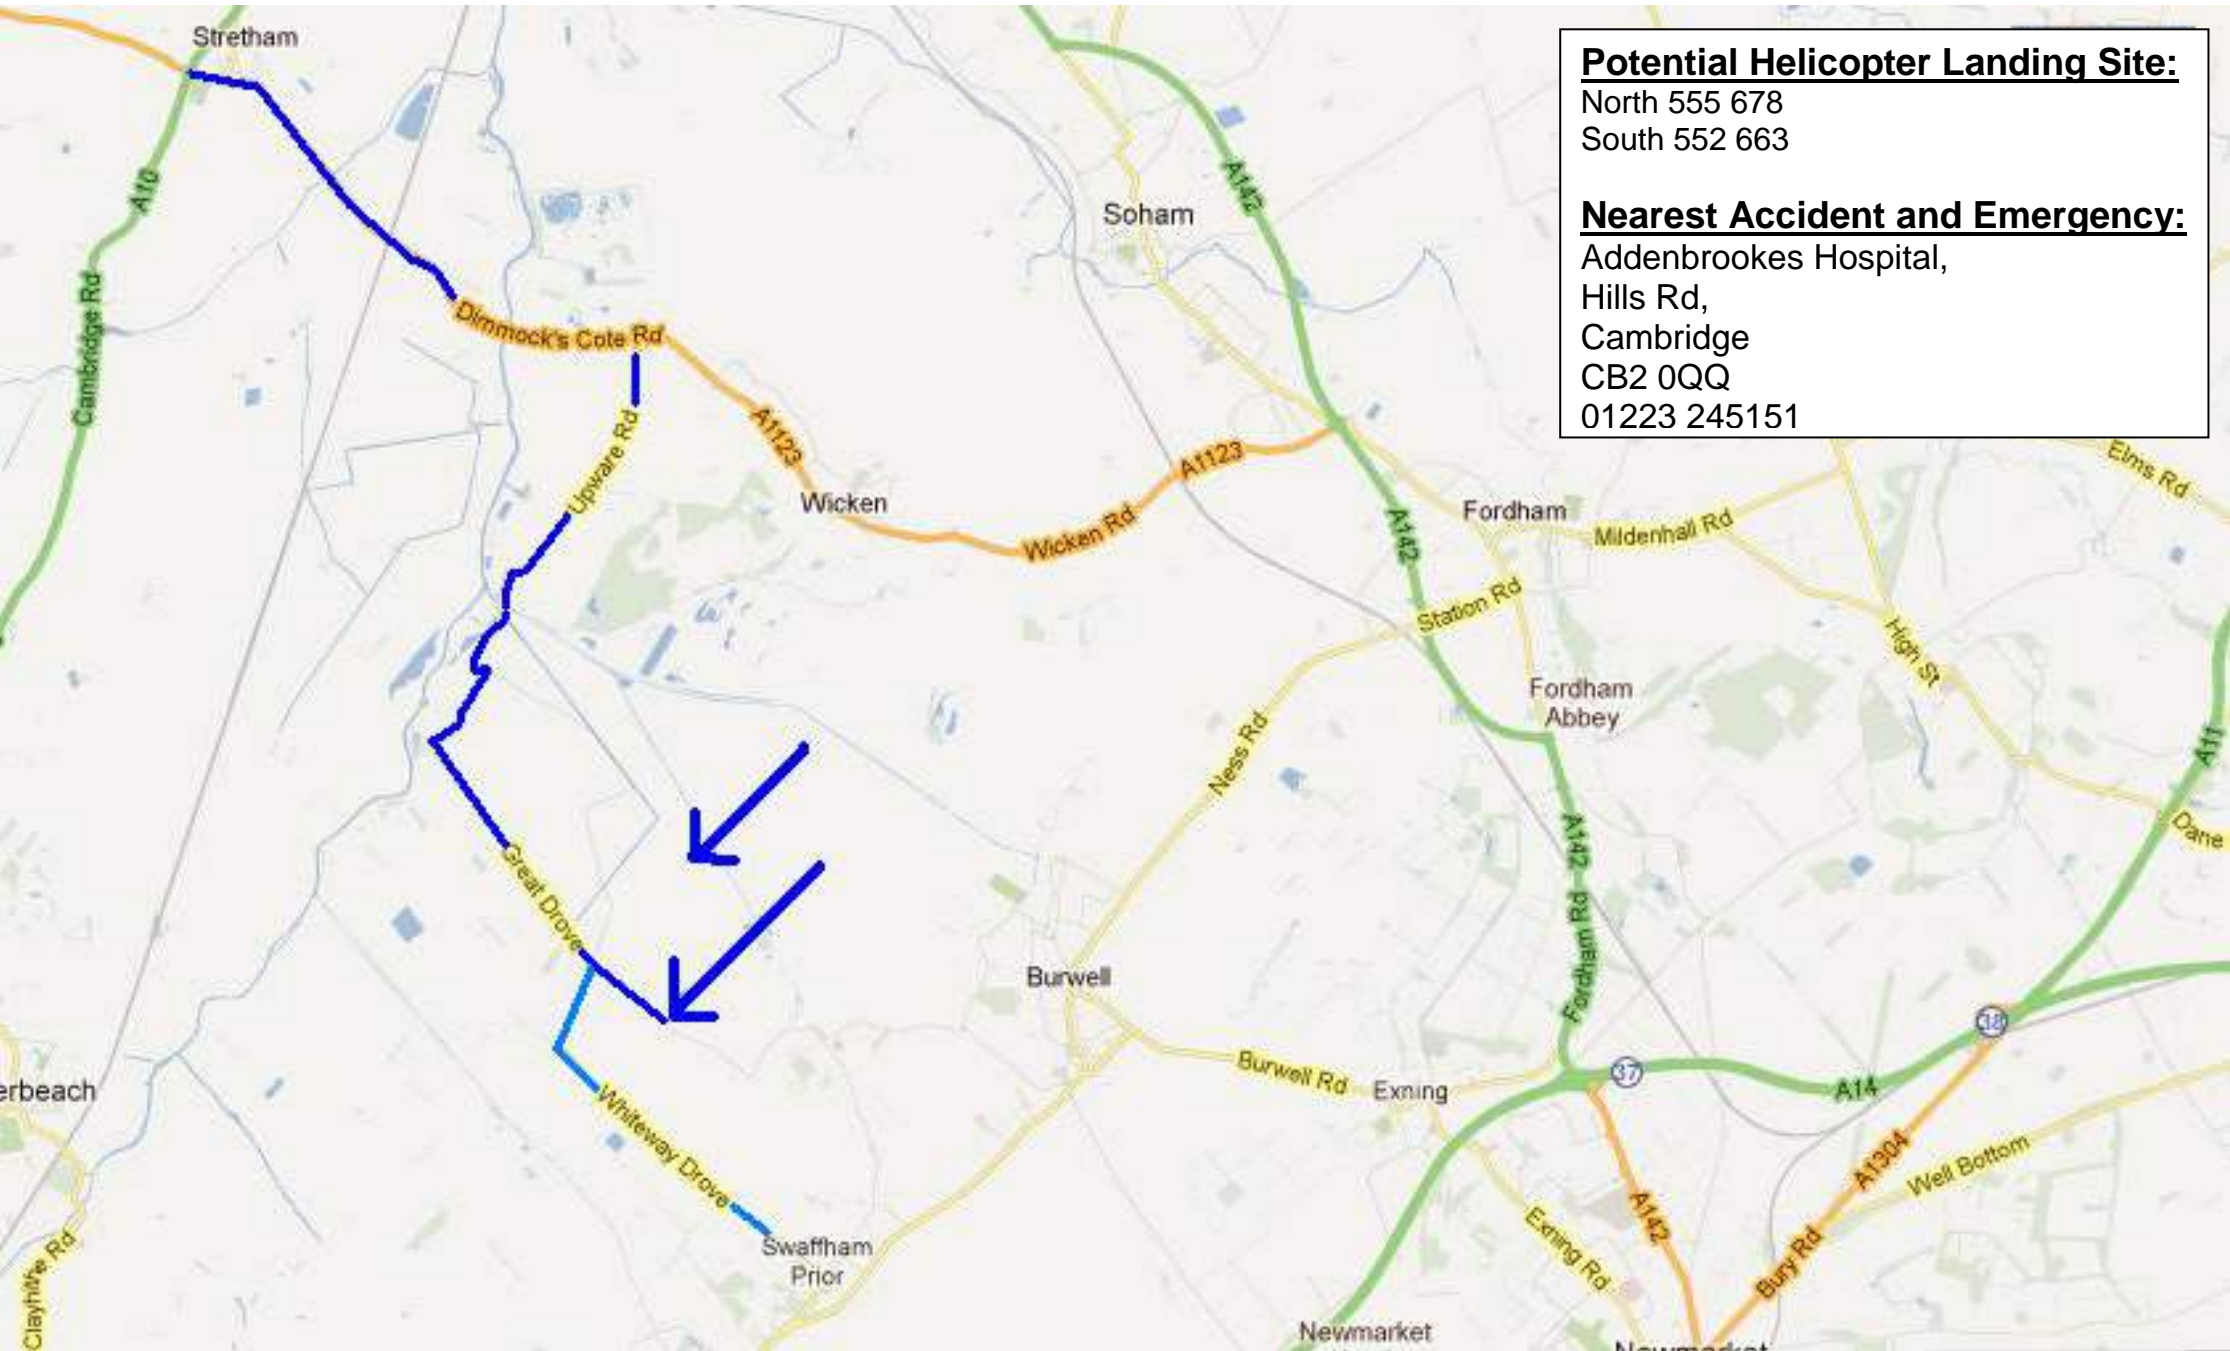 Stretham
Potential Helicopter Landing Site:
North 555 678
South 552 663
Nearest Accident and Emergency:
Addenbrookes Hospital,
Hills Rd,
Cambridge
CB2 0QQ
01223 245151
A10
A142
Soham
Cambridge Rd
Dimmock's Cote Rd
A1123
Upware Rd
Wicken
A1123
Wicken Rd
Elms Rd
Fordham
Mildenhall Rd
A142
Station Rd
High St
Fordham
Abbey
Ness Rd
A11
Dane
A142
Fordham Rd
Great Drove
Burwell
38
37
Burwell Rd
Exning
A14
erbeach
Whiteway Drove
A1304
Well Bottom
A142
Exning Rd
Bury Rd
Swaffham
Prior
Clayhithe Rd
Newmarket
Newmarket